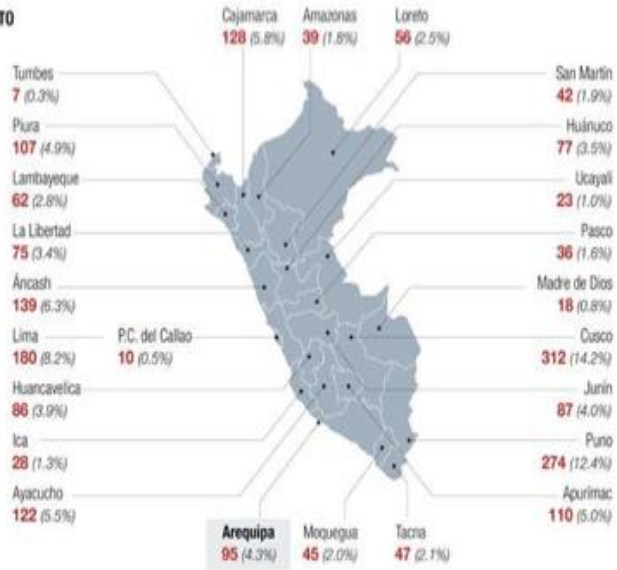 TO
Cajamarca
128 (5.8%)
Amazonas
39 (1.8%)
Loreto
56 (2.5%)
Tumbes
7 (0.3%)
Piura
107 (4.9%)
Lambayeque
62 (2.8%)
La Libertad
75 (3.4%)
Áncash
139 (6.3%)
Lima
180 (8.2%)
P.C. del Callao
10 (0.5%)
Huancavelica
86 (3.9%)
Ica
28 (1.3%)
Ayacucho
122 (5.5%)
Arequipa
95 (4.3%)
Moquegua
45 (2.0%)
Tacna
47 (2.1%)
San Martín
42 (1.9%)
Huánuco
77 (3.5%)
Ucayali
23 (1.0%)
Pasco
36 (1.6%)
Madre de Dios
18 (0.8%)
Cusco
312 (14.2%)
Junín
87 (4.0%)
Puno
274 (12.4%)
Apurímac
110 (5.0%)